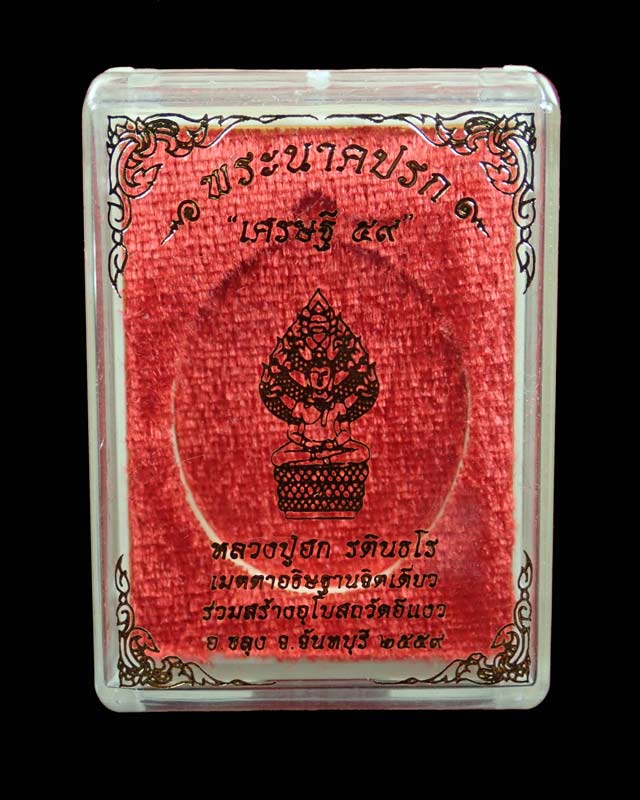 พระนาคปรก
"เศรษฐี ๕๙"
หลวงปู่ฮก รตินฺธโร
เมตตาอธิษฐานจิตเดียว
ร่วมสร้างอุโบสถวัดอีแงว
อ.ขลุง จ.จันทบุรี ๒๕๕๙